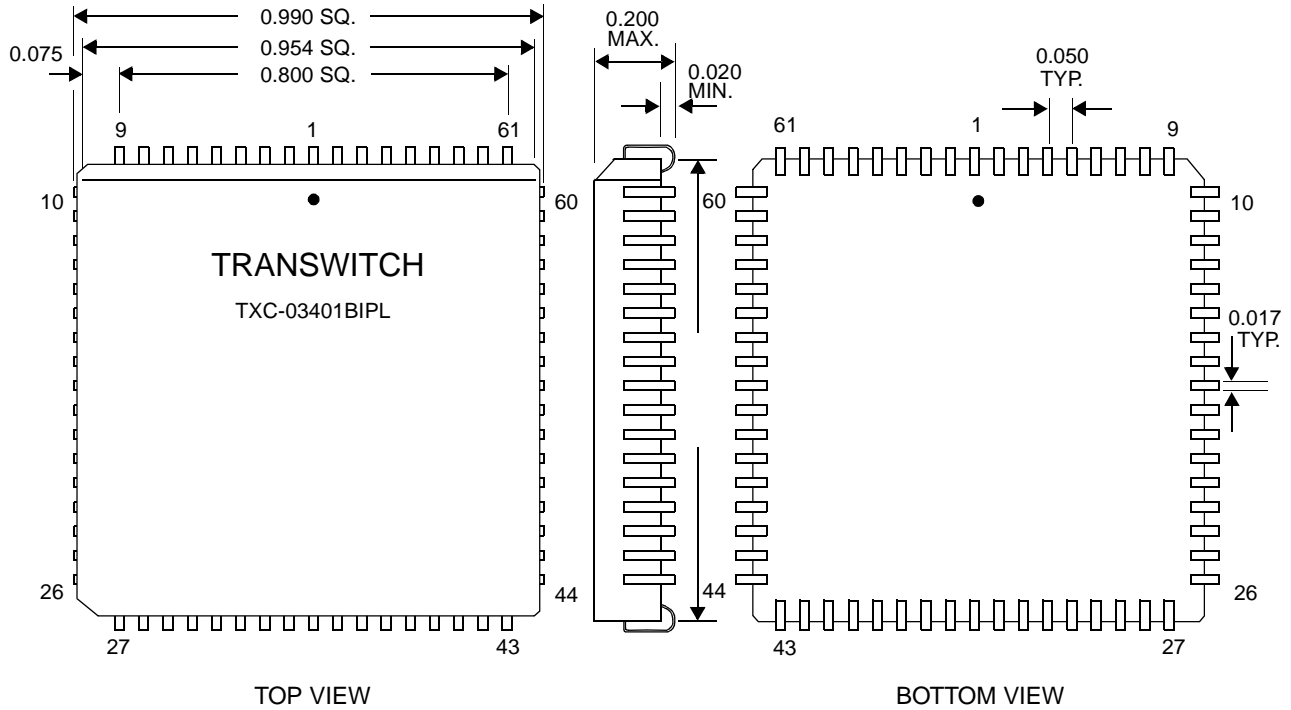 0.990 SQ.
0.954 SQ.
0.800 SQ.
0.075
0.200
MAX.
0.020
MIN.
0.050
TYP.
9
1
61
61
1
9
10
60
60
10
TRANSWITCH
TXC-03401BIPL
0.017
TYP.
26
44
44
26
27
43
43
27
TOP VIEW
BOTTOM VIEW